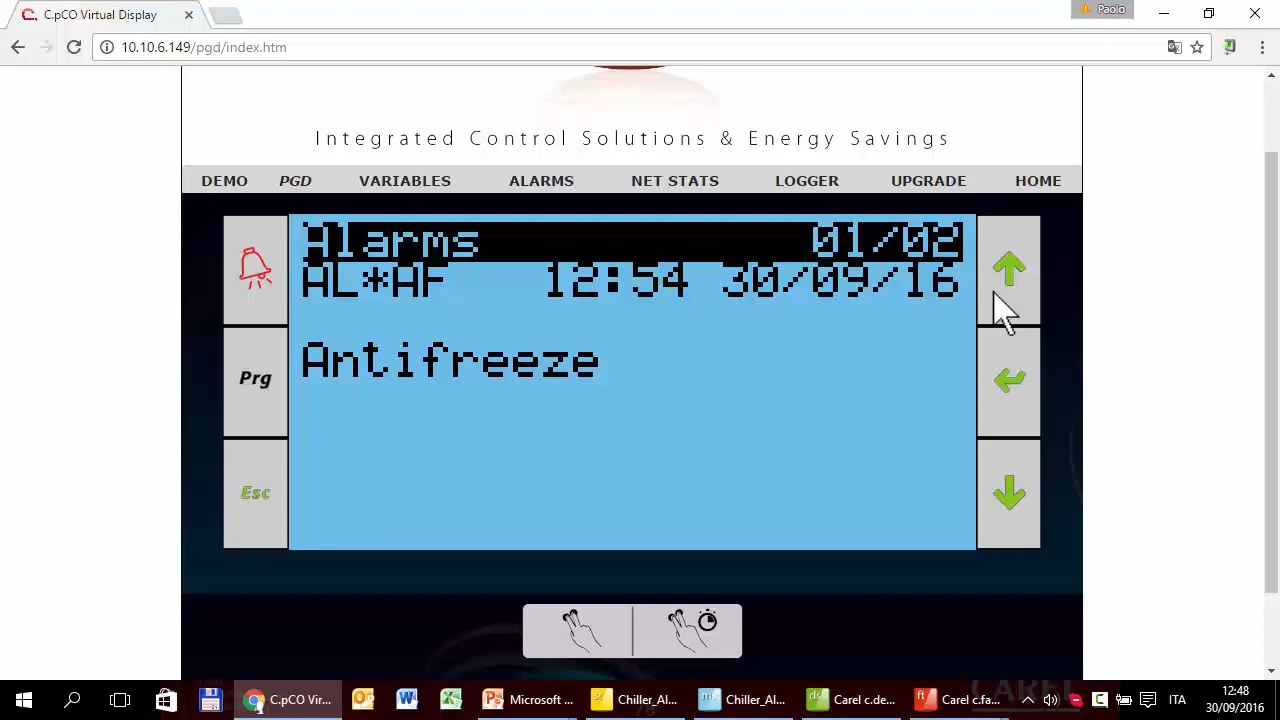 C.pCO Virtual Display
Paolo
10.10.6.149/pgd/index.htm
Integrated Control Solutions & Energy Savings
DEMO PGD VARIABLES ALARMS NET STATS LOGGER UPGRADE HOME
Alarms 01/02
AL*AF 12:54 30/09/16
Prg Antifreeze
Esc
C.pCO Vir... Microsoft ... Chiller_Al... Chiller_Al... Carel c.de... Carel c.fa... ITA 12:48
30/09/2016